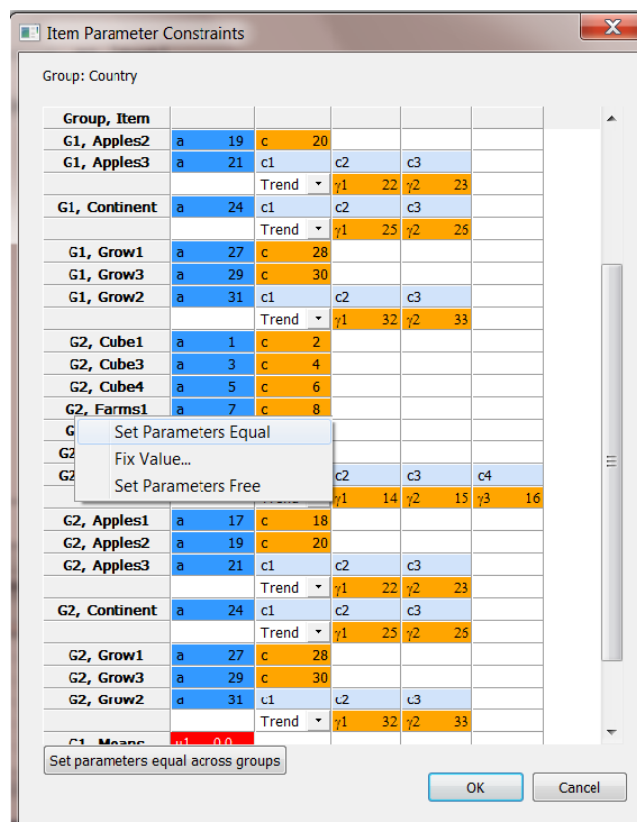 Item Parameter Constraints
X
Group: Country
Group, Item
G1, Apples2 a 19 c 20
G1, Apples3 a 21 c1 c2 c3
Trend γ1 22 γ2 23
G1, Continent a 24 c1 c2 c3
Trend γ1 25 γ2 26
G1, Grow1 a 27 c 28
G1, Grow3 a 29 c 30
G1, Grow2 a 31 c1 c2 c3
Trend γ1 32 γ2 33
G2, Cube1 a 1 c 2
G2, Cube3 a 3 c 4
G2, Cube4 a 5 c 6
G2, Farms1 a 7 c 8
Set Parameters Equal
Fix Value...
G2 c2 c3 c4
Set Parameters Free
γ1 14 γ2 15 γ3 16
G2, Apples1 a 17 c 18
G2, Apples2 a 19 c 20
G2, Apples3 a 21 c1 c2 c3
Trend γ1 22 γ2 23
G2, Continent a 24 c1 c2 c3
Trend γ1 25 γ2 26
G2, Grow1 a 27 c 28
G2, Grow3 a 29 c 30
G2, Grow2 a 31 c1 c2 c3
Trend γ1 32 γ2 33
G1, Means μ1 0.0
Set parameters equal across groups
OK Cancel